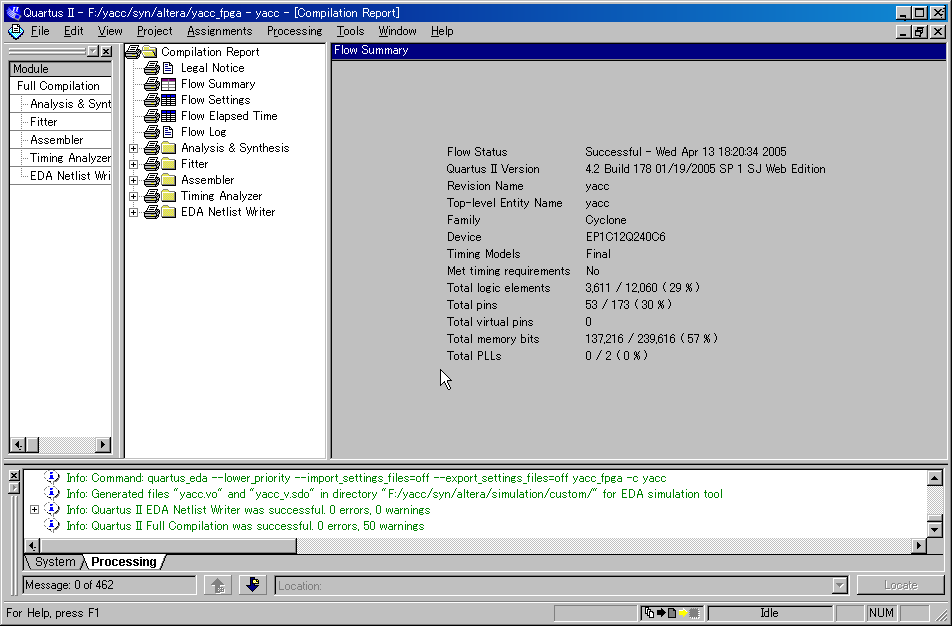 Quartus II - F:/yacc/syn/altera/yacc_fpga - yacc - [Compilation Report]
File Edit View Project Assignments Processing Tools Window Help
Module
Full Compilation
Analysis & Synt
Fitter
Assembler
Timing Analyzer
EDA Netlist Wri
Compilation Report
Legal Notice
Flow Summary
Flow Settings
Flow Elapsed Time
Flow Log
Analysis & Synthesis
Fitter
Assembler
Timing Analyzer
EDA Netlist Writer
Flow Summary
Flow Status Successful - Wed Apr 13 18:20:34 2005
Quartus II Version 4.2 Build 178 01/19/2005 SP 1 SJ Web Edition
Revision Name yacc
Top-level Entity Name yacc
Family Cyclone
Device EP1C12Q240C6
Timing Models Final
Met timing requirements No
Total logic elements 3,611 / 12,060 ( 29 % )
Total pins 53 / 173 ( 30 % )
Total virtual pins 0
Total memory bits 137,216 / 239,616 ( 57 % )
Total PLLs 0 / 2 ( 0 % )
Info: Command: quartus_eda --lower_priority --import_settings_files=off --export_settings_files=off yacc_fpga -c yacc
Info: Generated files "yacc.vo" and "yacc_v.sdo" in directory "F:/yacc/syn/altera/simulation/custom/" for EDA simulation tool
Info: Quartus II EDA Netlist Writer was successful. 0 errors, 0 warnings
Info: Quartus II Full Compilation was successful. 0 errors, 50 warnings
System Processing
Message: 0 of 462 Location: Locate
For Help, press F1 Idle NUM